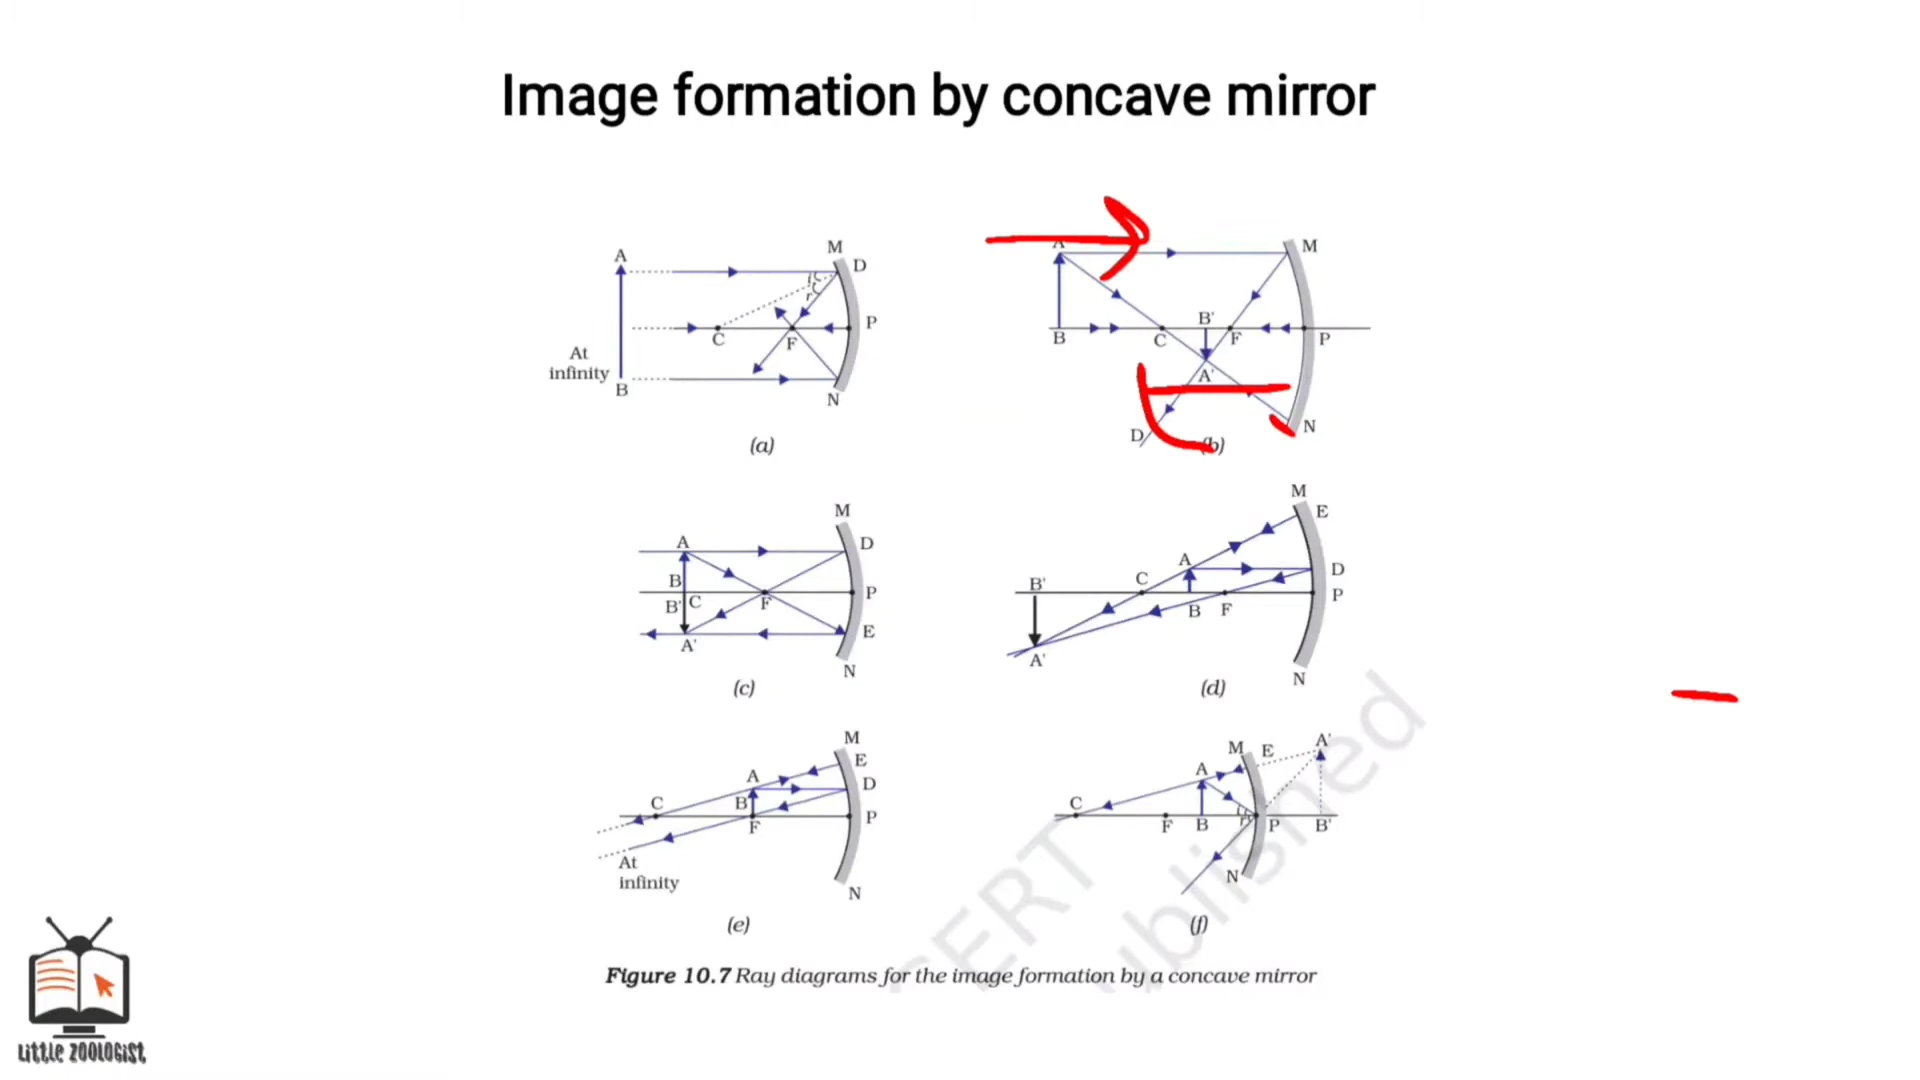 Image formation by concave mirror
A
M
D
i
r
C
F
P
At
infinity
B
N
(a)
A
M
B
C
B'
F
P
A'
D
N
(b)
M
A
D
B
B'
C
F
P
A'
E
N
(c)
M
E
A
D
B'
C
B
F
P
A'
N
(d)
M
E
A
D
C
B
F
P
At
infinity
N
(e)
M
E
A'
A
C
F
B
i
r
P
B'
N
(f)
Figure 10.7 Ray diagrams for the image formation by a concave mirror
LITTLE ZOOLOGIST